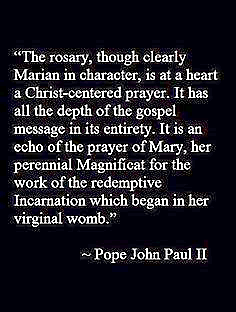 “The rosary, though clearly
Marian in character, is at a heart
a Christ-centered prayer. It has
all the depth of the gospel
message in its entirety. It is an
echo of the prayer of Mary, her
perennial Magnificat for the
work of the redemptive
Incarnation which began in her
virginal womb.”
~ Pope John Paul II